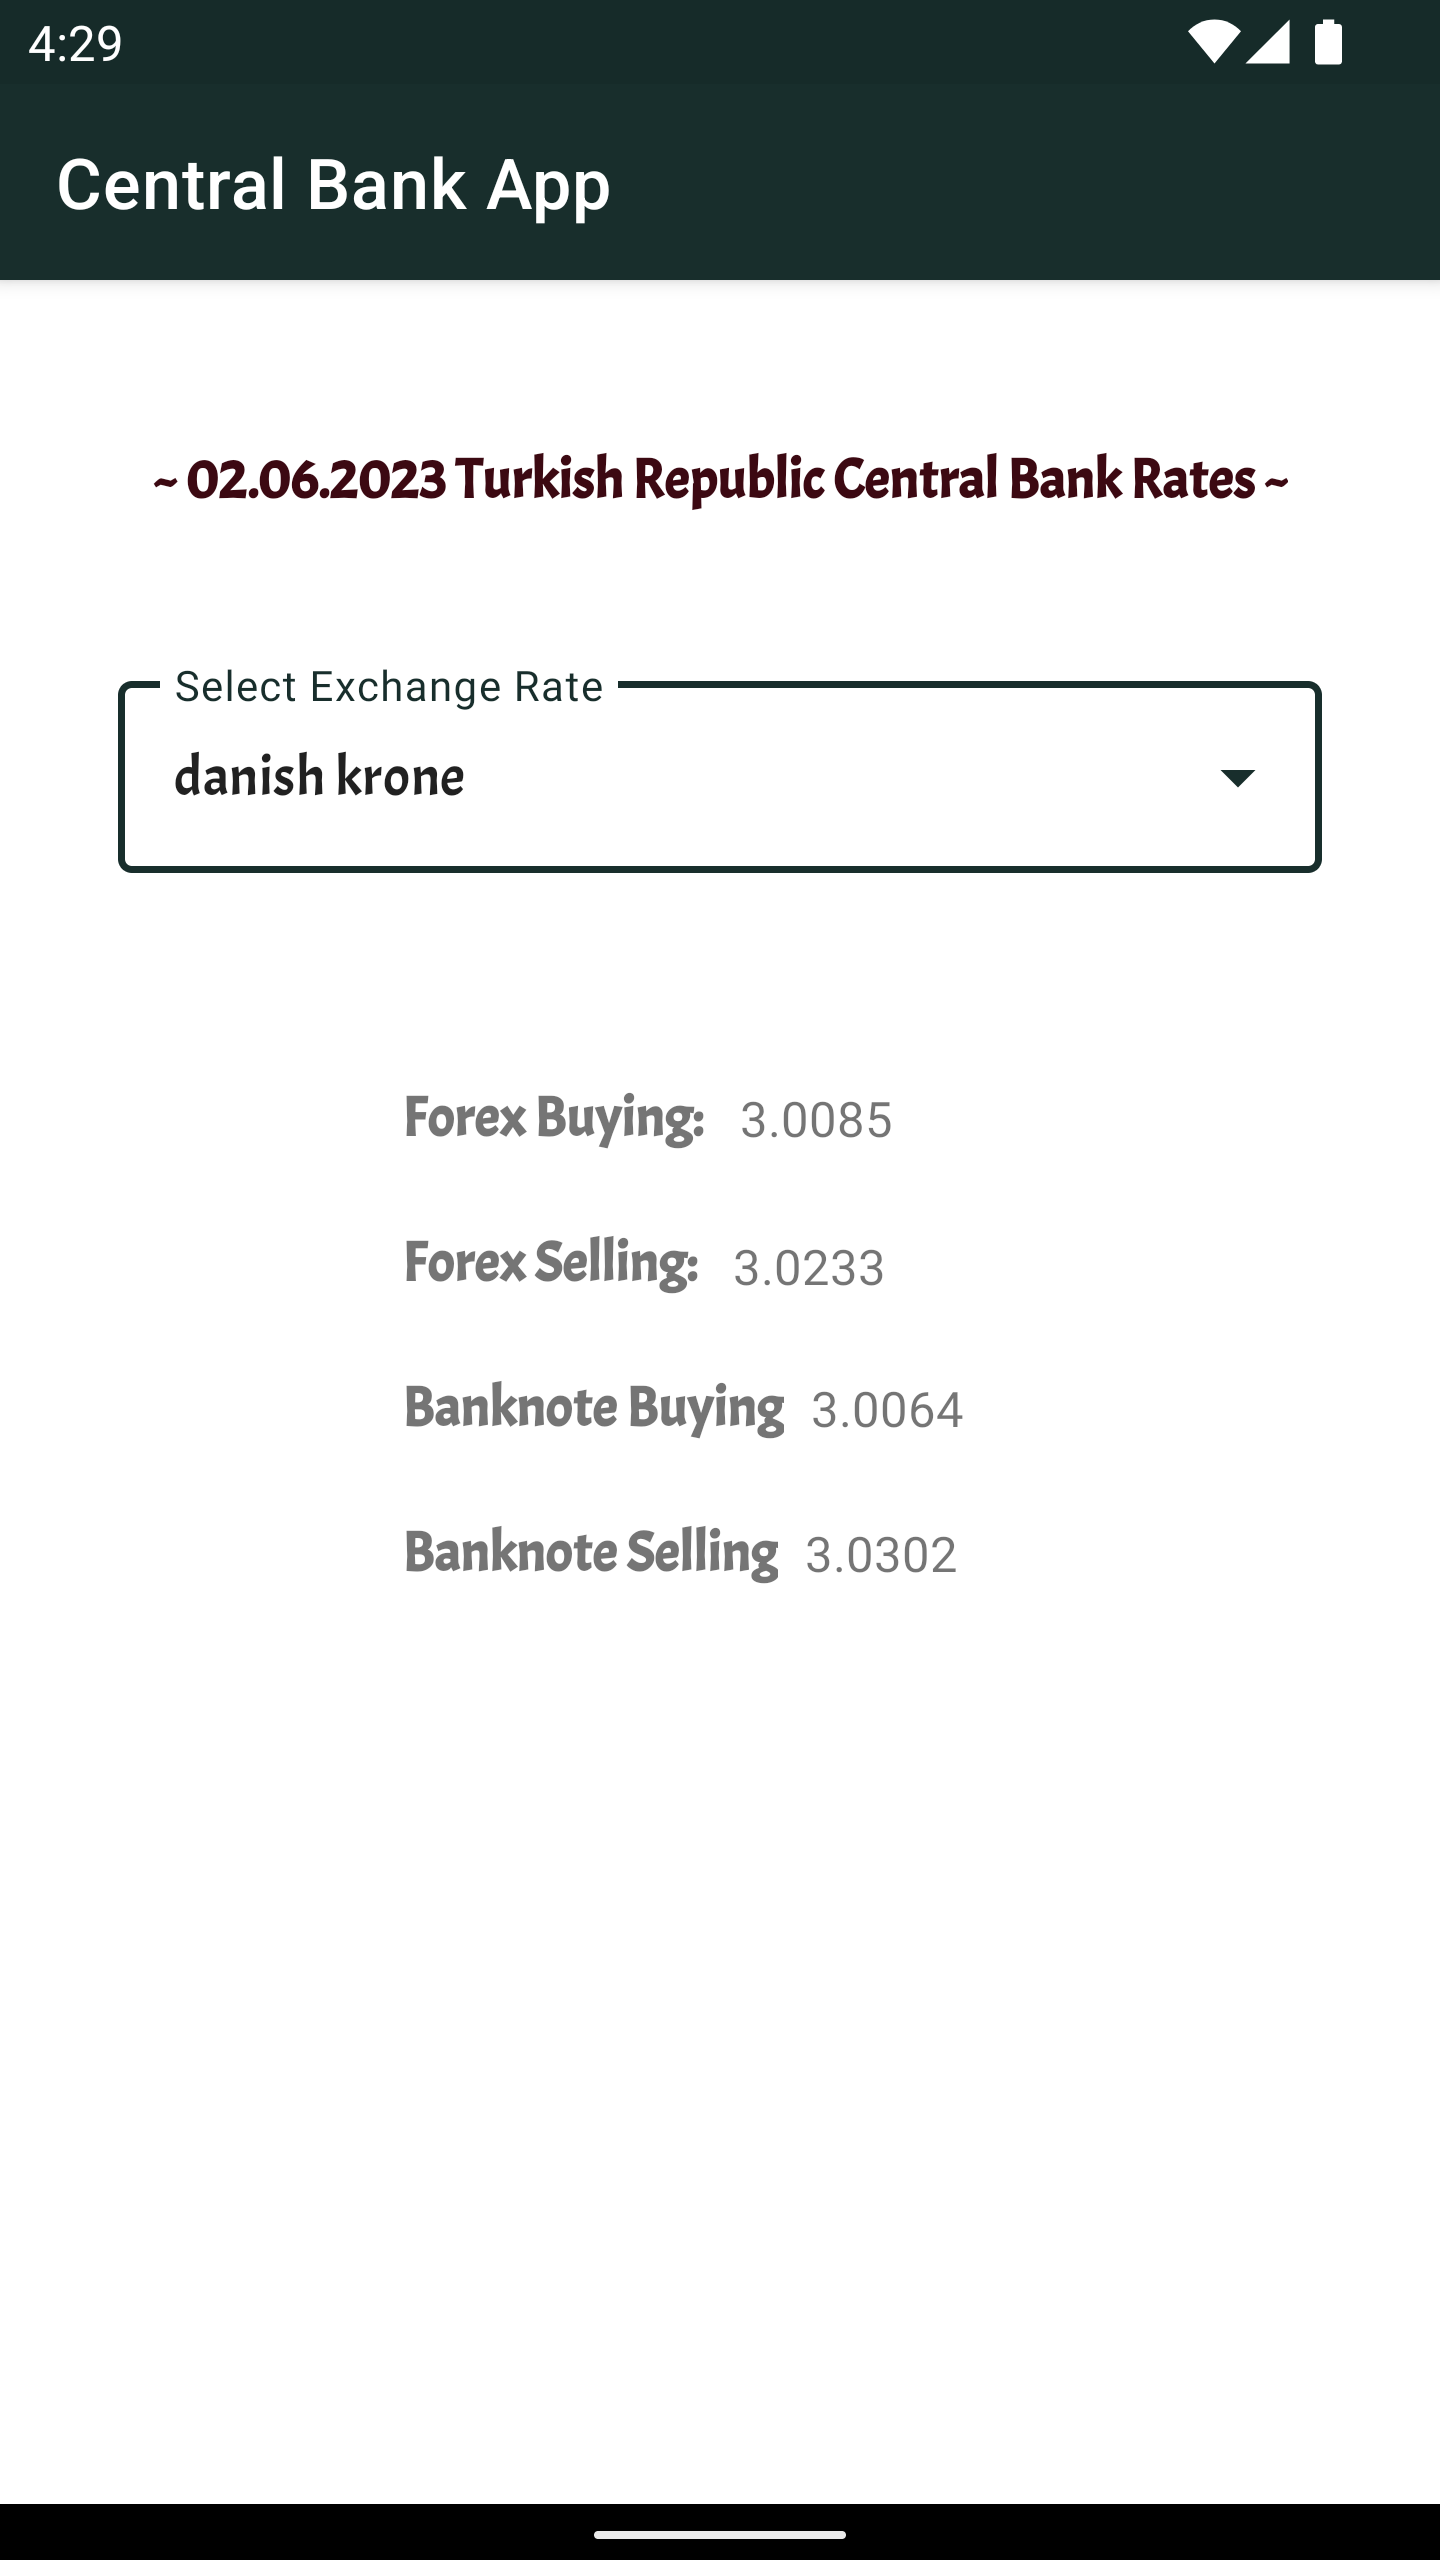 4:29
Central Bank App
~ 02.06.2023 Turkish Republic Central Bank Rates ~
Select Exchange Rate
danish krone
Forex Buying: 3.0085
Forex Selling: 3.0233
Banknote Buying 3.0064
Banknote Selling 3.0302